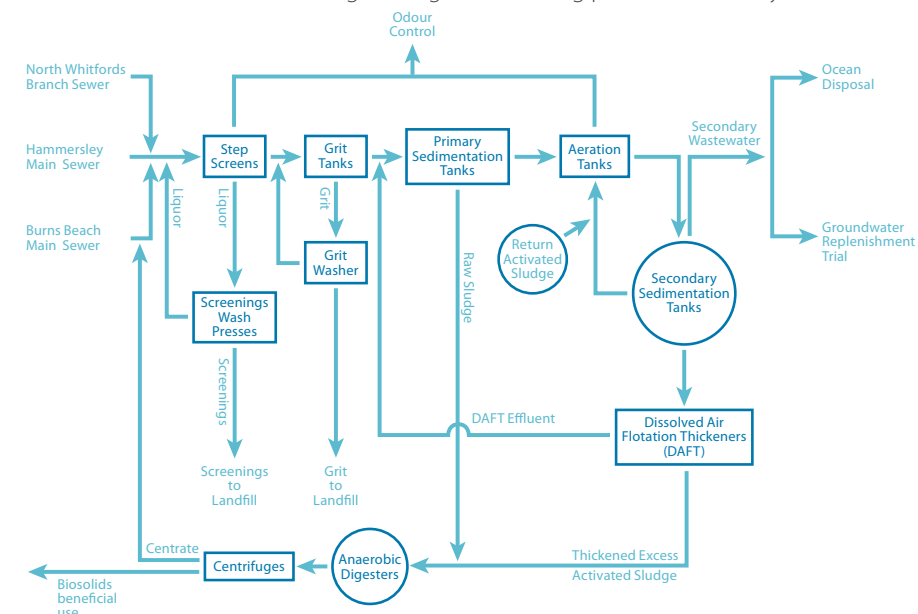 Odour
Control
North Whitfords
Branch Sewer
Ocean
Disposal
Secondary
Wastewater
Hammersley
Main Sewer
Step
Screens
Grit
Tanks
Primary
Sedimentation
Tanks
Aeration
Tanks
Liquor
Liquor
Grit
Burns Beach
Main Sewer
Grit
Washer
Return
Activated
Sludge
Groundwater
Replenishment
Trial
Raw Sludge
Secondary
Sedimentation
Tanks
Screenings
Wash
Presses
Screenings
DAFT Effluent
Dissolved Air
Flotation Thickeners
(DAFT)
Screenings
to
Landfill
Grit
to
Landfill
Centrate
Centrifuges
Anaerobic
Digesters
Thickened Excess
Activated Sludge
Biosolids
beneficial
use